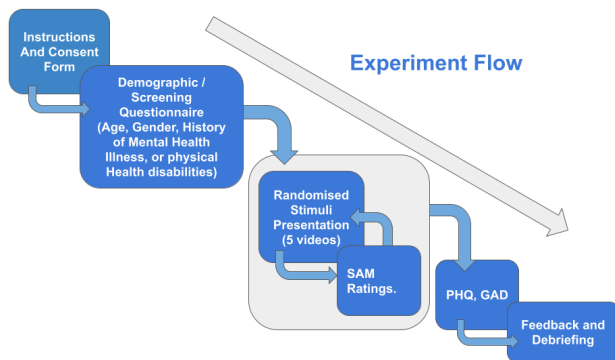 Instructions
And Consent
Form
Experiment Flow
Demographic /
Screening
Questionnaire
(Age, Gender, History
of Mental Health
Illness, or physical
Health disabilities)
Randomised
Stimuli
Presentation
(5 videos)
SAM
Ratings.
PHQ, GAD
Feedback and
Debriefing